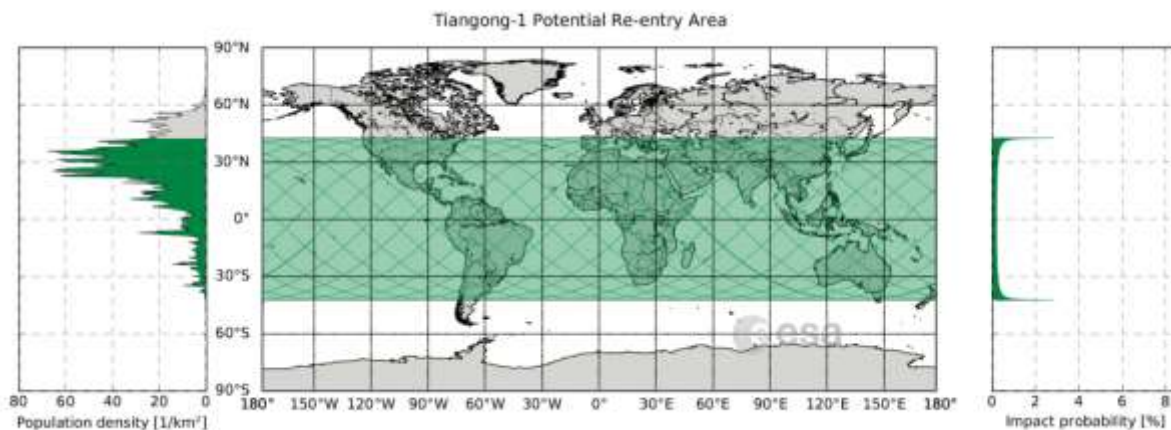 Tiangong-1 Potential Re-entry Area
90°N
60°N
30°N
0°
30°S
60°S
90°S
esa
80 60 40 20 0
180° 150°W 120°W 90°W 60°W 30°W 0° 30°E 60°E 90°E 120°E 150°E 180°
0 2 4 6 8
Population density [1/km²]
Impact probability [%]